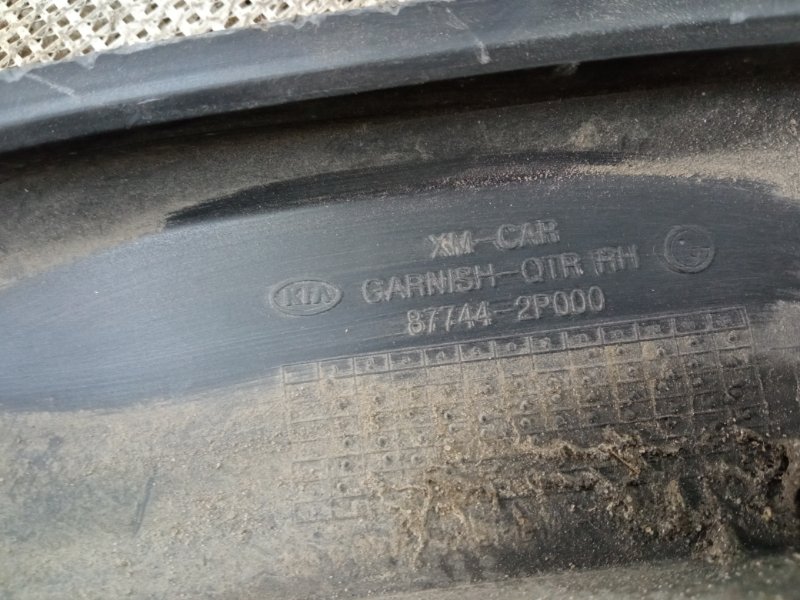 XM-CAR
KIA GARNISH-QTR RH G
87744-2P000